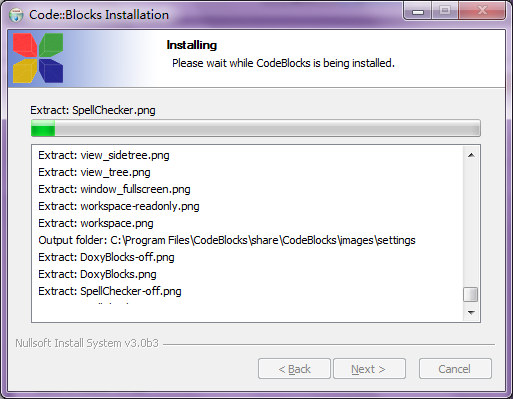 Code::Blocks Installation
Installing
Please wait while CodeBlocks is being installed.
Extract: SpellChecker.png
Extract: view_sidetree.png
Extract: view_tree.png
Extract: window_fullscreen.png
Extract: workspace-readonly.png
Extract: workspace.png
Output folder: C:\Program Files\CodeBlocks\share\CodeBlocks\images\settings
Extract: DoxyBlocks-off.png
Extract: DoxyBlocks.png
Extract: SpellChecker-off.png
Nullsoft Install System v3.0b3
< Back
Next >
Cancel